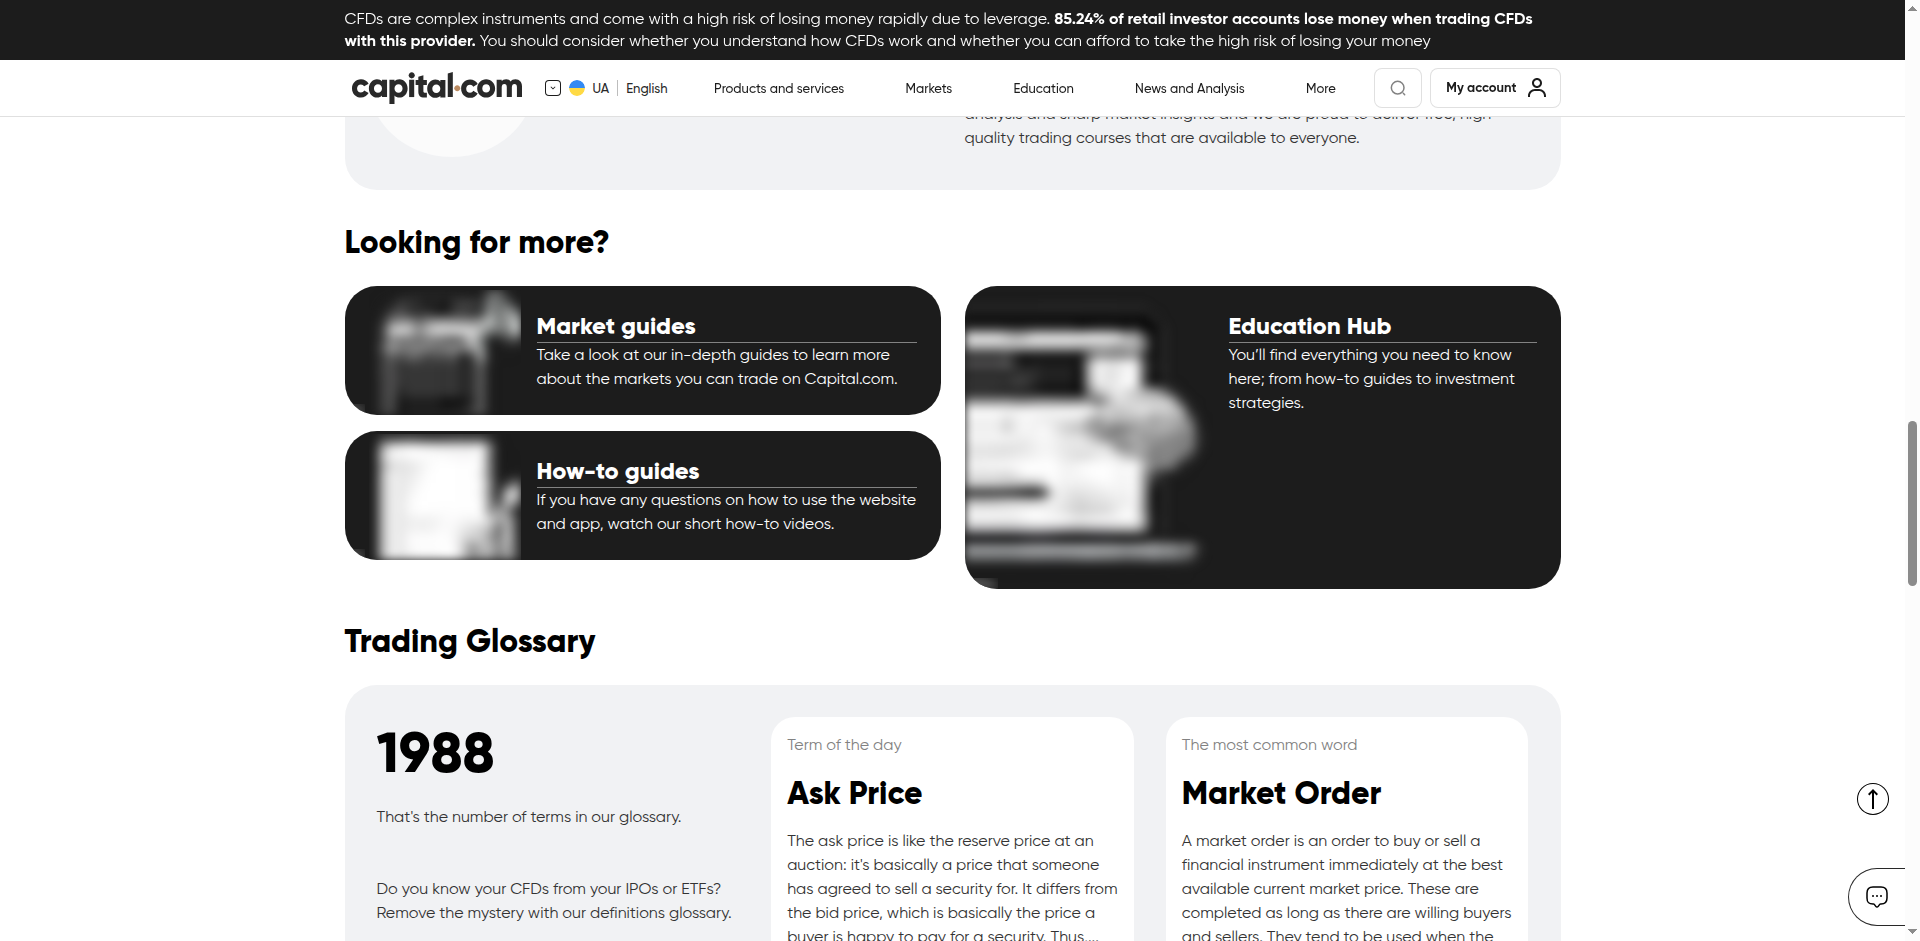 CFDs are complex instruments and come with a high risk of losing money rapidly due to leverage. 85.24% of retail investor accounts lose money when trading CFDs
with this provider. You should consider whether you understand how CFDs work and whether you can afford to take the high risk of losing your money
capital.com
UA
English
Products and services
Markets
Education
News and Analysis
More
My account
analysis and sharp market insights and we are proud to deliver free, high-
quality trading courses that are available to everyone.
Looking for more?
Market guides
Take a look at our in-depth guides to learn more
about the markets you can trade on Capital.com.
How-to guides
If you have any questions on how to use the website
and app, watch our short how-to videos.
Education Hub
You'll find everything you need to know
here; from how-to guides to investment
strategies.
Trading Glossary
1988
That's the number of terms in our glossary.
Do you know your CFDs from your IPOs or ETFs?
Remove the mystery with our definitions glossary.
Term of the day
Ask Price
The ask price is like the reserve price at an
auction: it's basically a price that someone
has agreed to sell a security for. It differs from
the bid price, which is basically the price a
buyer is happy to pay for a security. Thus,...
The most common word
Market Order
A market order is an order to buy or sell a
financial instrument immediately at the best
available current market price. These are
completed as long as there are willing buyers
and sellers. They tend to be used when the